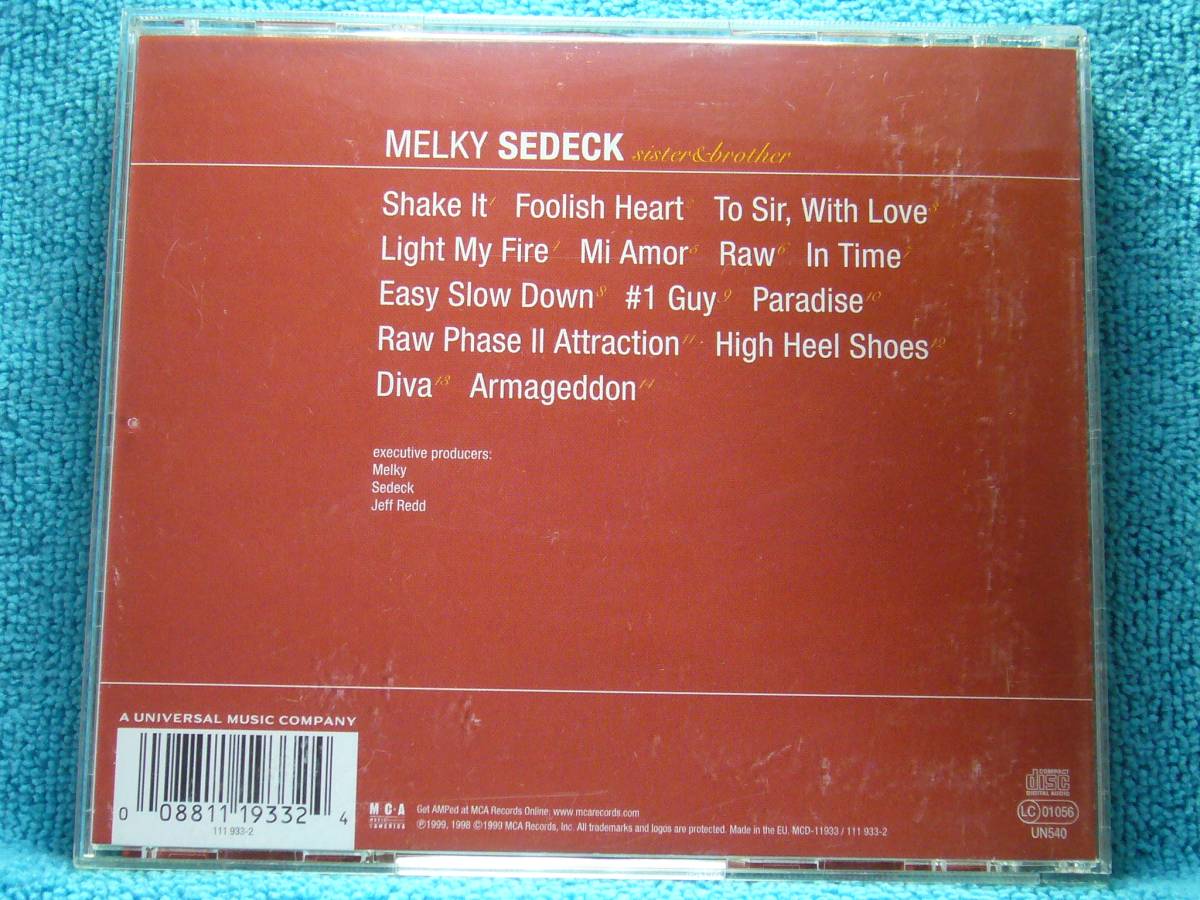 MELKY SEDECK sister&brother
Shake It 1 Foolish Heart 2 To Sir, With Love 3
Light My Fire 4 Mi Amor 5 Raw 6 In Time 7
Easy Slow Down 8 #1 Guy 9 Paradise 10
Raw Phase II Attraction 11 High Heel Shoes 12
Diva 13 Armageddon 14
executive producers:
Melky
Sedeck
Jeff Redd
A UNIVERSAL MUSIC COMPANY
0 08811 19332 4
111 933-2
M C A
Get AMPed at MCA Records Online: www.mcarecords.com
℗1999, 1998 ©1999 MCA Records, Inc. All trademarks and logos are protected. Made in the EU. MCD-11933 / 111 933-2
COMPACT
disc
DIGITAL AUDIO
LC 01056
UN540